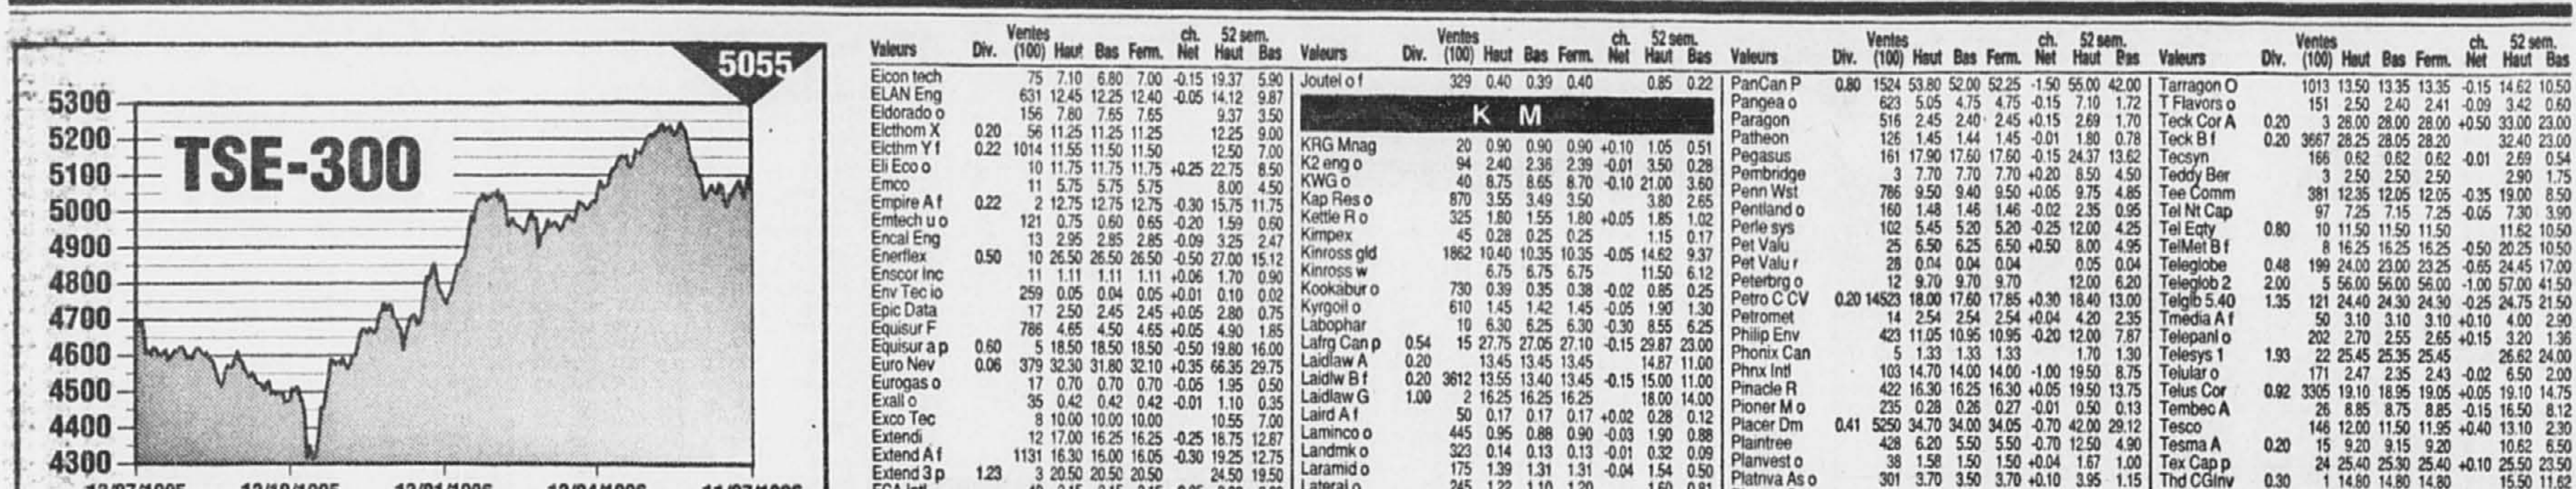 5055
TSE-300
5300
5200
5100
5000
4900
4800
4700
4600
4500
4400
4300
Valeurs Div. Ventes (100) Haut Bas Ferm. ch. Net 52 sem. Haut Bas
Eicon tech 75 7.10 6.80 7.00 -0.15 19.37 5.90
ELAN Eng 631 12.45 12.25 12.40 -0.05 14.12 9.87
Eldorado o 156 7.80 7.65 7.65 9.37 3.50
Elcthom X 0.20 56 11.25 11.25 11.25 12.25 9.00
Elcthm Y f 0.22 1014 11.55 11.50 11.50 12.50 7.00
Eli Eco o 10 11.75 11.75 11.75 +0.25 22.75 8.50
Emco 11 5.75 5.75 5.75 8.00 4.50
Empire A f 0.22 2 12.75 12.75 12.75 -0.30 15.75 11.75
Emtech u o 121 0.75 0.60 0.65 -0.20 1.59 0.60
Encal Eng 13 2.95 2.85 2.85 -0.09 3.25 2.47
Enerflex 0.50 10 26.50 26.50 26.50 -0.50 27.00 15.12
Enscor Inc 11 1.11 1.11 1.11 +0.06 1.70 0.90
Env Tec io 259 0.05 0.04 0.05 +0.01 0.10 0.02
Epic Data 17 2.50 2.45 2.45 +0.05 2.80 0.75
Equisur F 786 4.65 4.50 4.65 +0.05 4.90 1.85
Equisur a p 0.60 5 18.50 18.50 18.50 -0.50 19.80 16.00
Euro Nev 0.06 379 32.30 31.80 32.10 +0.35 66.35 29.75
Eurogas o 17 0.70 0.70 0.70 -0.05 1.95 0.50
Exall o 35 0.42 0.42 0.42 -0.01 1.10 0.35
Exco Tec 8 10.00 10.00 10.00 10.55 7.00
Extendi 12 17.00 16.25 16.25 -0.25 18.75 12.87
Extend A f 1131 16.30 16.00 16.05 -0.30 19.25 12.75
Extend 3 p 1.23 3 20.50 20.50 20.50 24.50 19.50
Valeurs Div. Ventes (100) Haut Bas Ferm. ch. Net 52 sem. Haut Bas
Joutel o f 329 0.40 0.39 0.40 0.85 0.22
K M
KRG Mnag 20 0.90 0.90 0.90 +0.10 1.05 0.51
K2 eng o 94 2.40 2.36 2.39 -0.01 3.50 0.28
KWG o 40 8.75 8.65 8.70 -0.10 21.00 3.60
Kap Res o 870 3.55 3.49 3.50 3.80 2.65
Kettle R o 325 1.80 1.55 1.80 +0.05 1.85 1.02
Kimpex 45 0.28 0.25 0.25 1.15 0.17
Kinross gld 1862 10.40 10.35 10.35 -0.05 14.62 9.37
Kinross w 6.75 6.75 6.75 11.50 6.12
Kookabur o 730 0.39 0.35 0.38 -0.02 0.85 0.25
Kyrgoil o 610 1.45 1.42 1.45 -0.05 1.90 1.30
Labophar 10 6.30 6.25 6.30 -0.30 8.55 6.25
Lafrg Can p 0.54 15 27.75 27.05 27.10 -0.15 29.87 23.00
Laidlaw A 0.20 13.45 13.45 13.45 14.87 11.00
Laidlw B f 0.20 3612 13.55 13.40 13.45 -0.15 15.00 11.00
Laidlaw G 1.00 2 16.25 16.25 16.25 18.00 14.00
Laird A f 50 0.17 0.17 0.17 +0.02 0.28 0.12
Laminco o 445 0.95 0.88 0.90 -0.03 1.90 0.88
Landmk o 323 0.14 0.13 0.13 -0.01 0.32 0.09
Laramid o 175 1.39 1.31 1.31 -0.04 1.54 0.50
Valeurs Div. Ventes (100) Haut Bas Ferm. ch. Net 52 sem. Haut Bas
PanCan P 0.80 1524 53.80 52.00 52.25 -1.50 55.00 42.00
Pangea o 623 5.05 4.75 4.75 -0.15 7.10 1.72
Paragon 516 2.45 2.40 2.45 +0.15 2.69 1.70
Patheon 126 1.45 1.44 1.45 -0.01 1.80 0.78
Pegasus 161 17.90 17.60 17.60 -0.15 24.37 13.62
Pembridge 3 7.70 7.70 7.70 +0.20 8.50 4.50
Penn Wst 786 9.50 9.40 9.50 +0.05 9.75 4.85
Pentland o 160 1.48 1.46 1.46 -0.02 2.35 0.95
Perle sys 102 5.45 5.20 5.20 -0.25 12.00 4.25
Pet Valu 25 6.50 6.25 6.50 +0.50 8.00 4.95
Pet Valu r 28 0.04 0.04 0.04 0.05 0.04
Peterbrg o 12 9.70 9.70 9.70 12.00 6.20
Petro C CV 0.20 14523 18.00 17.60 17.85 +0.30 18.40 13.00
Petromet 14 2.54 2.54 2.54 +0.04 4.20 2.35
Philip Env 423 11.05 10.95 10.95 -0.20 12.00 7.87
Phonix Can 5 1.33 1.33 1.33 1.70 1.30
Phnx Intl 103 14.70 14.00 14.00 -1.00 19.50 8.75
Pinacle R 422 16.30 16.25 16.30 +0.05 19.50 13.75
Pioner M o 235 0.28 0.26 0.27 -0.01 0.50 0.13
Placer Dm 0.41 5250 34.70 34.00 34.05 -0.70 42.00 29.12
Plaintree 428 6.20 5.50 5.50 -0.70 12.50 4.90
Planvest o 38 1.58 1.50 1.50 +0.04 1.67 1.00
Platnva As o 301 3.70 3.50 3.70 +0.10 3.95 1.15
Valeurs Div. Ventes (100) Haut Bas Ferm. ch. Net 52 sem. Haut Bas
Tarragon O 1013 13.50 13.35 13.35 -0.15 14.62 10.50
T Flavors o 151 2.50 2.40 2.41 -0.09 3.42 0.60
Teck Cor A 0.20 3 28.00 28.00 28.00 +0.50 33.00 23.00
Teck B f 0.20 3667 28.25 28.05 28.20 32.40 23.00
Tecsyn 166 0.62 0.62 0.62 -0.01 2.69 0.54
Teddy Ber 3 2.50 2.50 2.50 2.90 1.75
Tee Comm 381 12.35 12.05 12.05 -0.35 19.00 8.50
Tel Nt Cap 97 7.25 7.15 7.25 -0.05 7.30 3.90
Tel Eqty 0.80 10 11.50 11.50 11.50 11.62 10.50
TelMet B f 8 16.25 16.25 16.25 -0.50 20.25 10.50
Teleglobe 0.48 199 24.00 23.00 23.25 -0.65 24.45 17.00
Teleglob 2 2.00 5 56.00 56.00 56.00 -1.00 57.00 41.50
Telglb 5.40 1.35 121 24.40 24.30 24.30 -0.25 24.75 21.50
Tmedia A f 50 3.10 3.10 3.10 +0.10 4.00 2.90
Telepanl o 202 2.70 2.55 2.65 +0.15 3.20 1.36
Telesys 1 1.93 22 25.45 25.35 25.45 26.62 24.00
Telular o 171 2.47 2.35 2.43 -0.02 6.50 2.00
Telus Cor 0.92 3305 19.10 18.95 19.05 +0.05 19.10 14.75
Tembec A 26 8.85 8.75 8.85 -0.15 16.50 8.12
Tesco 146 12.00 11.50 11.95 +0.40 13.10 2.30
Tesma A 0.20 15 9.20 9.15 9.20 10.62 6.50
Tex Cap p 24 25.40 25.30 25.40 +0.10 25.50 23.50
Thd CGInv 0.30 1 14.80 14.80 14.80 15.50 11.62